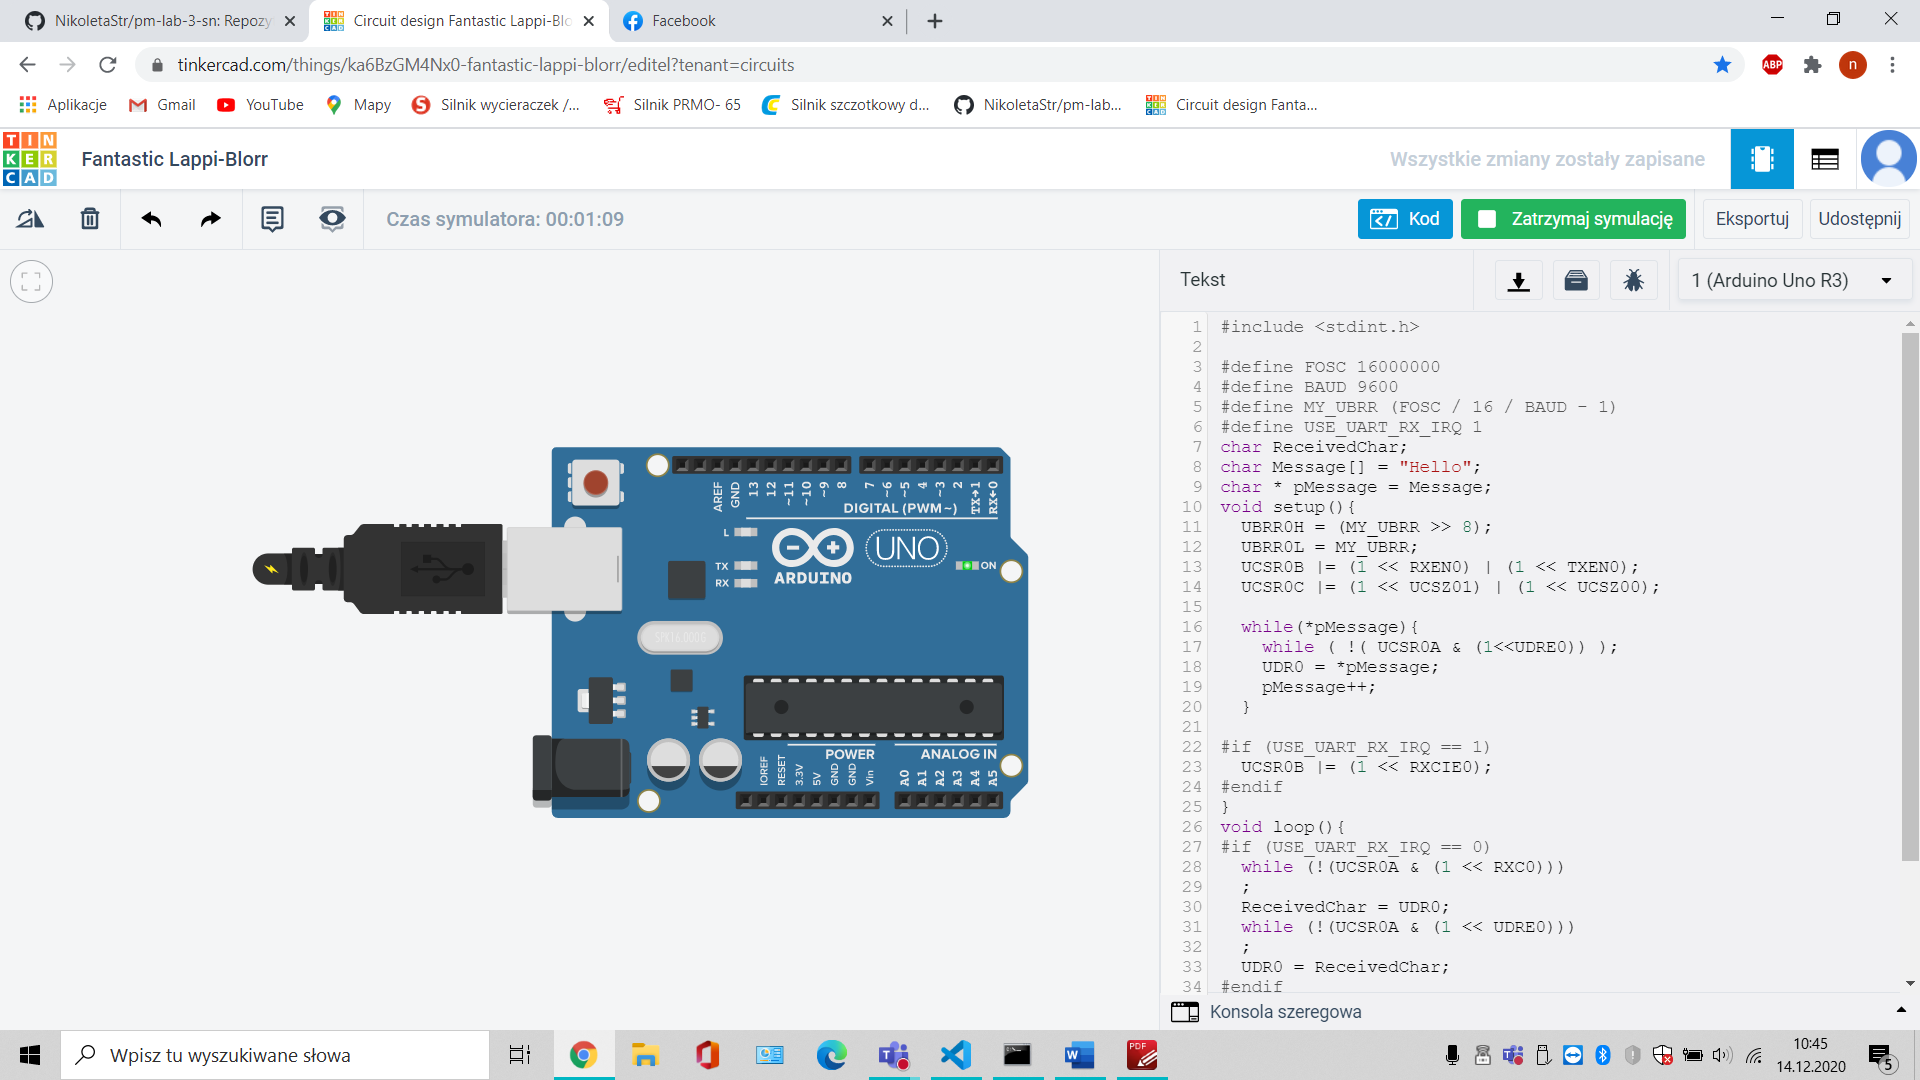 NikoletaStr/pm-lab-3-sn: Repozy
Circuit design Fantastic Lappi-Blo
Facebook
tinkercad.com/things/ka6BzGM4Nx0-fantastic-lappi-blorr/editel?tenant=circuits
ABP
n
Aplikacje
Gmail
YouTube
Mapy
Silnik wycieraczek /...
Silnik PRMO- 65
Silnik szczotkowy d...
NikoletaStr/pm-lab...
Circuit design Fanta...
TIN
KER
CAD
Fantastic Lappi-Blorr
Wszystkie zmiany zostały zapisane
Czas symulatora: 00:01:09
Kod
Zatrzymaj symulację
Eksportuj
Udostępnij
Tekst
1 (Arduino Uno R3)
1 #include <stdint.h>
2
3 #define FOSC 16000000
4 #define BAUD 9600
5 #define MY_UBRR (FOSC / 16 / BAUD - 1)
6 #define USE_UART_RX_IRQ 1
7 char ReceivedChar;
8 char Message[] = "Hello";
9 char * pMessage = Message;
10 void setup(){
11 UBRR0H = (MY_UBRR >> 8);
12 UBRR0L = MY_UBRR;
13 UCSR0B |= (1 << RXEN0) | (1 << TXEN0);
14 UCSR0C |= (1 << UCSZ01) | (1 << UCSZ00);
15
16 while(*pMessage){
17 while ( !( UCSR0A & (1<<UDRE0)) );
18 UDR0 = *pMessage;
19 pMessage++;
20 }
21
22 #if (USE_UART_RX_IRQ == 1)
23 UCSR0B |= (1 << RXCIE0);
24 #endif
25 }
26 void loop(){
27 #if (USE_UART_RX_IRQ == 0)
28 while (!(UCSR0A & (1 << RXC0)))
29 ;
30 ReceivedChar = UDR0;
31 while (!(UCSR0A & (1 << UDRE0)))
32 ;
33 UDR0 = ReceivedChar;
34 #endif
AREF
GND
13
12
~11
~10
~9
8
7
~6
~5
4
~3
2
TX→1
RX←0
DIGITAL (PWM~)
L
TX
RX
ARDUINO
UNO
ON
POWER
ANALOG IN
IOREF
RESET
3.3V
5V
GND
GND
Vin
A0
A1
A2
A3
A4
A5
Konsola szeregowa
Wpisz tu wyszukiwane słowa
PDF
10:45
14.12.2020
5